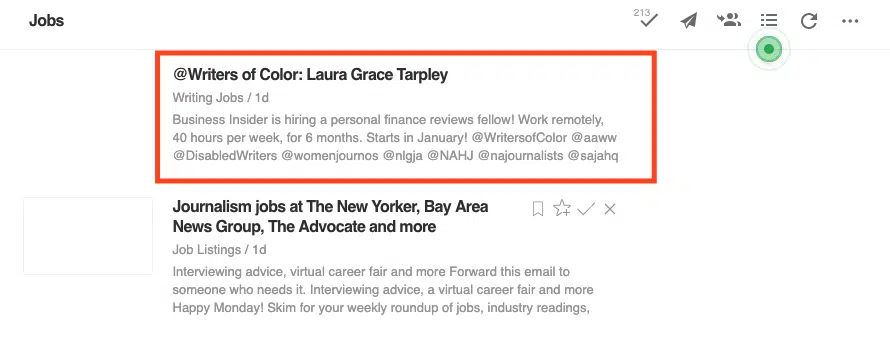 Jobs
213
@Writers of Color: Laura Grace Tarpley
Writing Jobs / 1d
Business Insider is hiring a personal finance reviews fellow! Work remotely,
40 hours per week, for 6 months. Starts in January! @WritersofColor @aaww
@DisabledWriters @womenjournos @nlgja @NAHJ @najournalists @sajahq
Journalism jobs at The New Yorker, Bay Area
News Group, The Advocate and more
Job Listings / 1d
Interviewing advice, virtual career fair and more Forward this email to
someone who needs it. Interviewing advice, a virtual career fair and more
Happy Monday! Skim for your weekly roundup of jobs, industry readings,